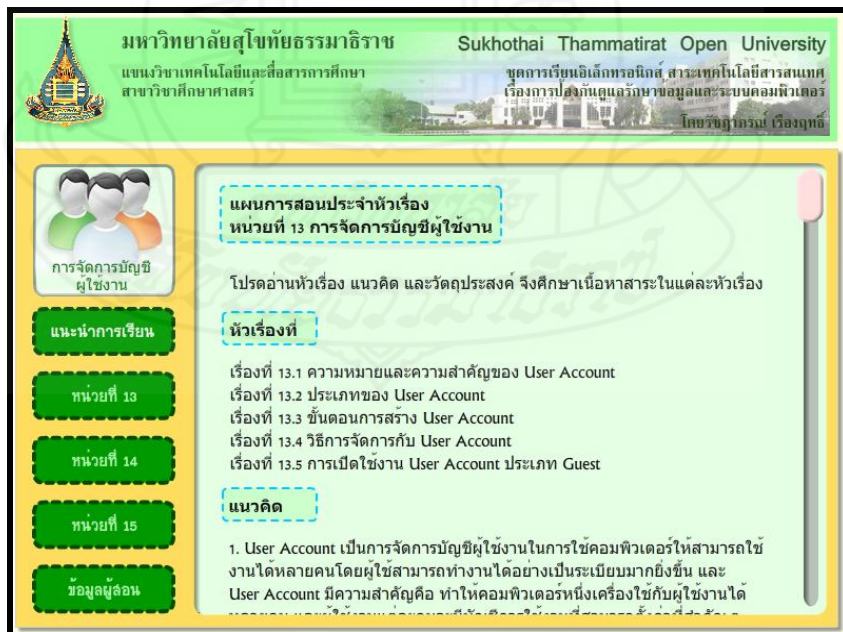 มหาวิทยาลัยสุโขทัยธรรมาธิราช
Sukhothai Thammatirat Open University
แขนงวิชาเทคโนโลยีและสื่อสารการศึกษา
สาขาวิชาศึกษาศาสตร์
ชุดการเรียนอิเล็กทรอนิกส์ สาระเทคโนโลยีสารสนเทศ
เรื่องการป้องกันดูแลรักษาข้อมูลและระบบคอมพิวเตอร์
การจัดการบัญชี
ผู้ใช้งาน
แนะนำการเรียน
หน่วยที่ 13
หน่วยที่ 14
หน่วยที่ 15
ข้อมูลผู้สอน
แผนการสอนประจำหัวเรื่อง
หน่วยที่ 13 การจัดการบัญชีผู้ใช้งาน
โปรดอ่านหัวเรื่อง แนวคิด และวัตถุประสงค์ จึงศึกษาเนื้อหาสาระในแต่ละหัวเรื่อง
หัวเรื่องที่
เรื่องที่ 13.1 ความหมายและความสำคัญของ User Account
เรื่องที่ 13.2 ประเภทของ User Account
เรื่องที่ 13.3 ขั้นตอนการสร้าง User Account
เรื่องที่ 13.4 วิธีการจัดการกับ User Account
เรื่องที่ 13.5 การเปิดใช้งาน User Account ประเภท Guest
แนวคิด
1. User Account เป็นการจัดการบัญชีผู้ใช้งานในการใช้คอมพิวเตอร์ให้สามารถใช้
งานได้หลายคนโดยผู้ใช้สามารถทำงานได้อย่างเป็นระเบียบมากยิ่งขึ้น และ
User Account มีความสำคัญคือ ทำให้คอมพิวเตอร์หนึ่งเครื่องใช้กับผู้ใช้งานได้